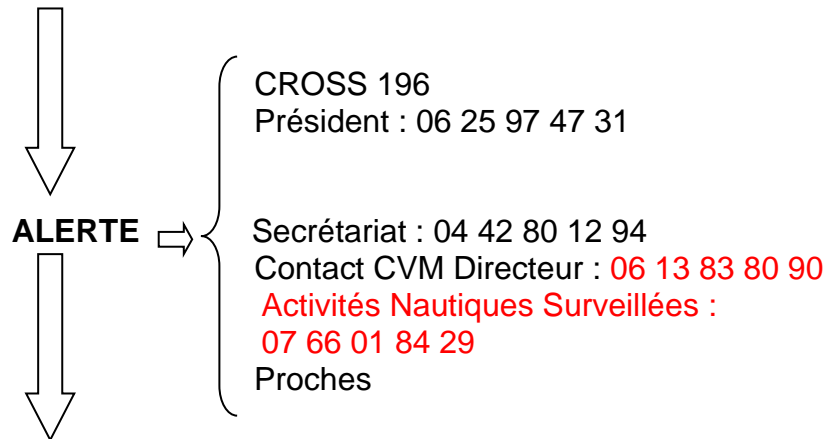 CROSS 196
Président : 06 25 97 47 31
ALERTE
Secrétariat : 04 42 80 12 94
Contact CVM Directeur : 06 13 83 80 90
Activités Nautiques Surveillées :
07 66 01 84 29
Proches